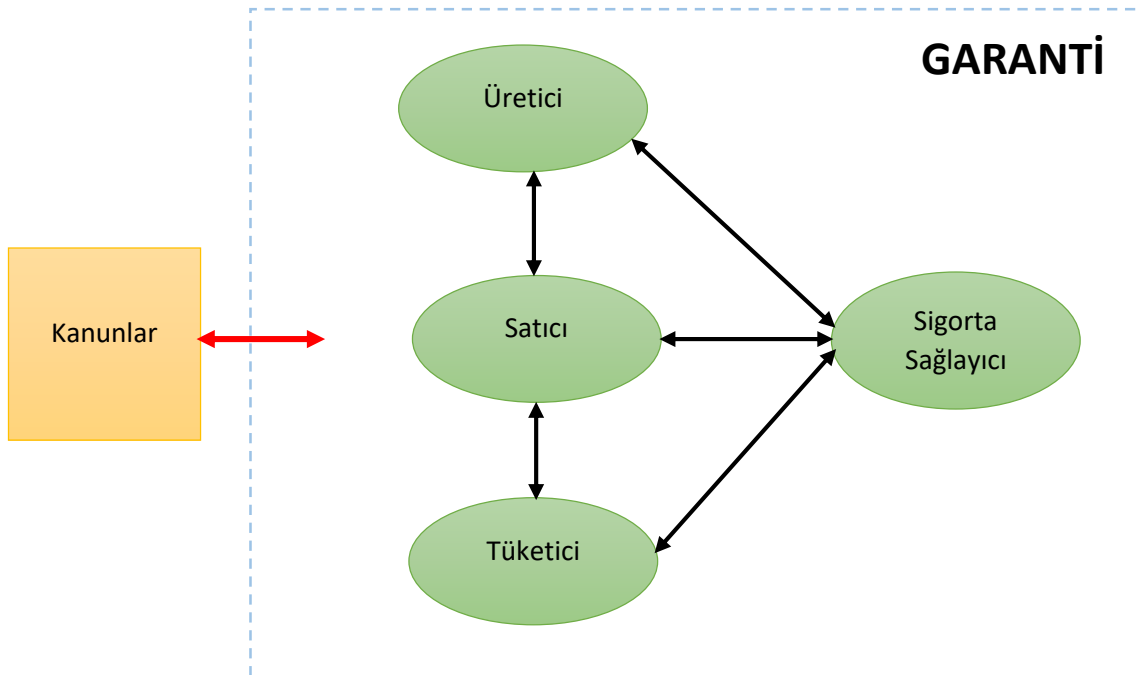 GARANTİ
Üretici
Kanunlar
Satıcı
Sigorta
Sağlayıcı
Tüketici